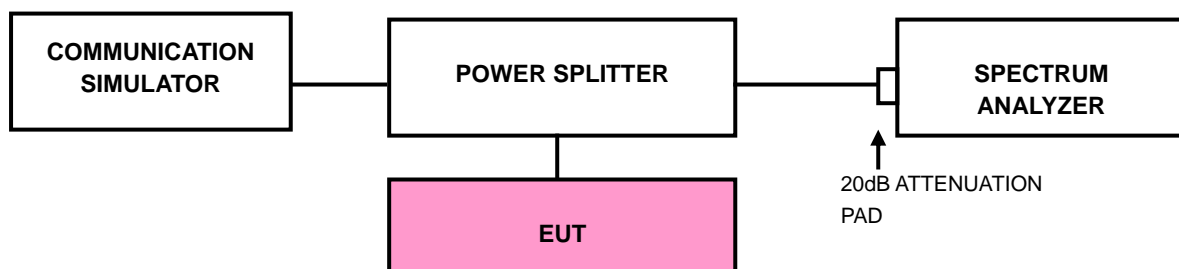 COMMUNICATION
SIMULATOR
POWER SPLITTER
SPECTRUM
ANALYZER
20dB ATTENUATION
PAD
EUT